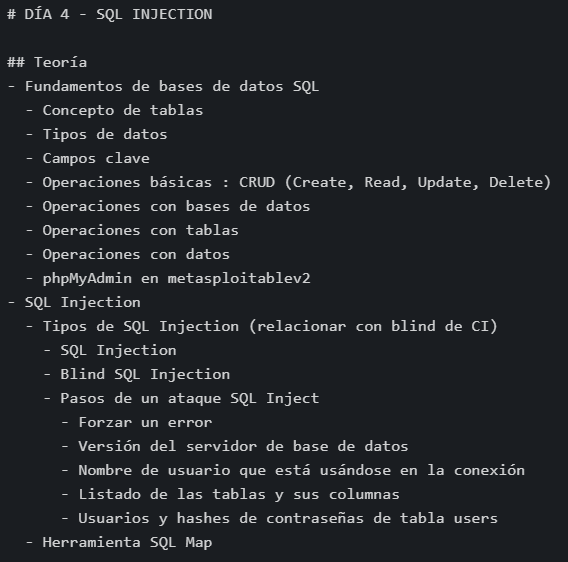 # DÍA 4 - SQL INJECTION
## Teoría
- Fundamentos de bases de datos SQL
- Concepto de tablas
- Tipos de datos
- Campos clave
- Operaciones básicas : CRUD (Create, Read, Update, Delete)
- Operaciones con bases de datos
- Operaciones con tablas
- Operaciones con datos
- phpMyAdmin en metasploitablev2
- SQL Injection
- Tipos de SQL Injection (relacionar con blind de CI)
- SQL Injection
- Blind SQL Injection
- Pasos de un ataque SQL Inject
- Forzar un error
- Versión del servidor de base de datos
- Nombre de usuario que está usándose en la conexión
- Listado de las tablas y sus columnas
- Usuarios y hashes de contraseñas de tabla users
- Herramienta SQL Map